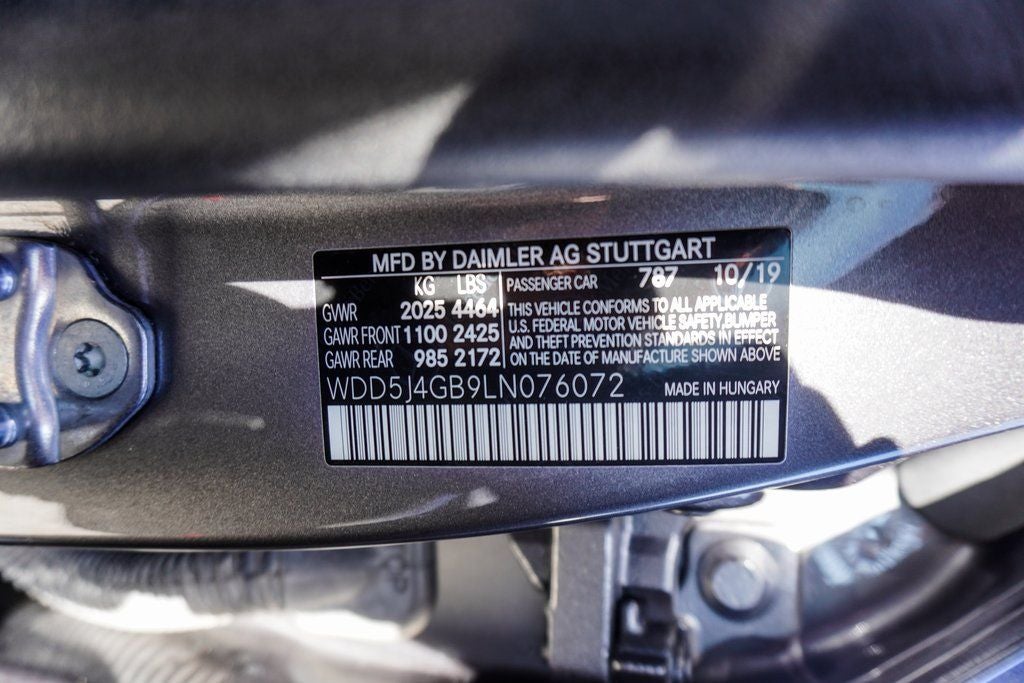 MFD BY DAIMLER AG STUTTGART
KG LBS
GVWR 2025 4464
GAWR FRONT 1100 2425
GAWR REAR 985 2172
PASSENGER CAR 787 10/19
THIS VEHICLE CONFORMS TO ALL APPLICABLE
U.S. FEDERAL MOTOR VEHICLE SAFETY,BUMPER
AND THEFT PREVENTION STANDARDS IN EFFECT
ON THE DATE OF MANUFACTURE SHOWN ABOVE
WDD5J4GB9LN076072 MADE IN HUNGARY